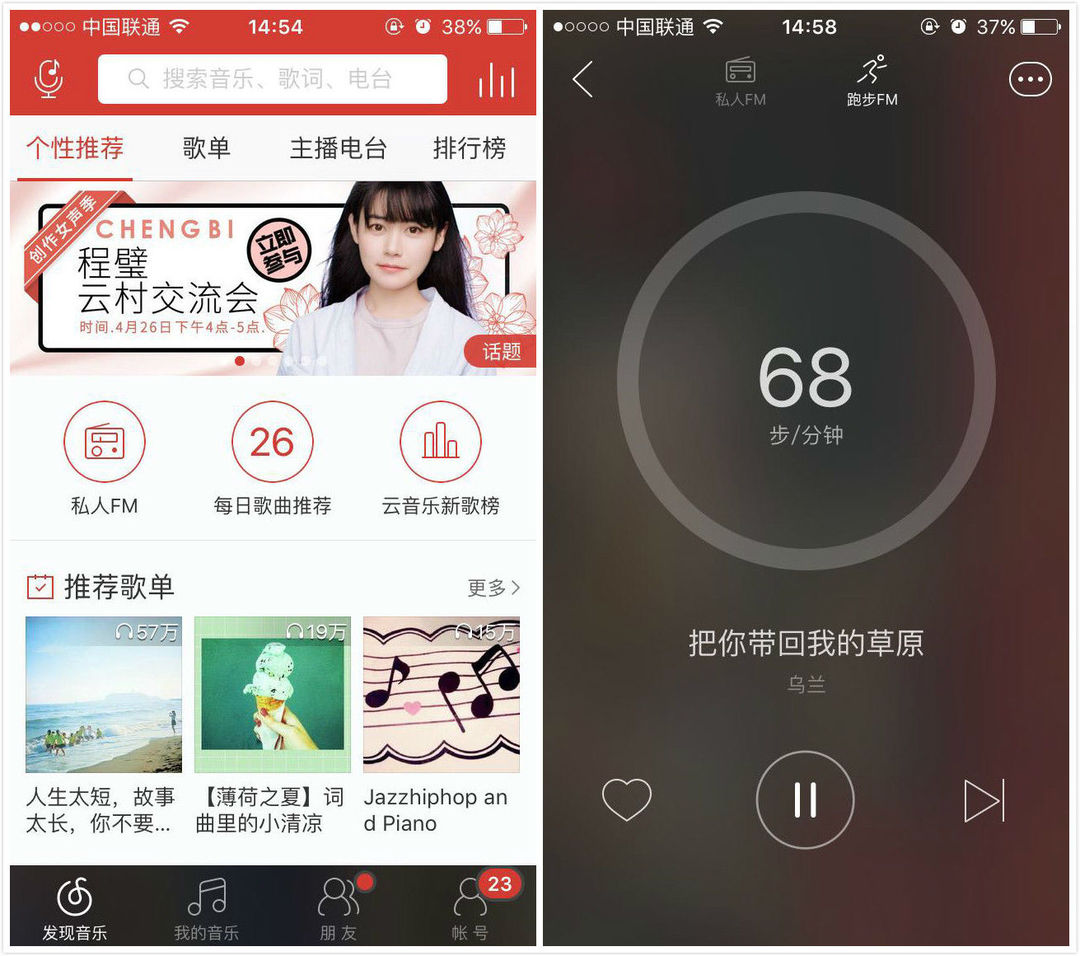 中国联通
14:54
38%
搜索音乐、歌词、电台
个性推荐
歌单
主播电台
排行榜
创作女声季
CHENGBI
程璧
云村交流会
时间.4月26日下午4点-5点.
立即
参与
话题
26
私人FM
每日歌曲推荐
云音乐新歌榜
推荐歌单
更多
57万
19万
15万
人生太短，故事
太长，你不要...
【薄荷之夏】词
曲里的小清凉
Jazzhiphop an
d Piano
发现音乐
我的音乐
朋友
23
帐号
中国联通
14:58
37%
私人FM
跑步FM
68
步/分钟
把你带回我的草原
乌兰